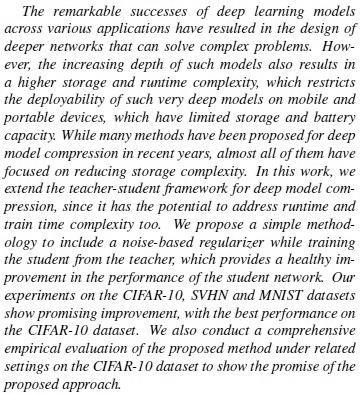 The remarkable successes of deep learning models
across various applications have resulted in the design of
deeper networks that can solve complex problems. How-
ever, the increasing depth of such models also results in
a higher storage and runtime complexity, which restricts
the deployability of such very deep models on mobile and
portable devices, which have limited storage and battery
capacity. While many methods have been proposed for deep
model compression in recent years, almost all of them have
focused on reducing storage complexity. In this work, we
extend the teacher-student framework for deep model com-
pression, since it has the potential to address runtime and
train time complexity too. We propose a simple method-
ology to include a noise-based regularizer while training
the student from the teacher, which provides a healthy im-
provement in the performance of the student network. Our
experiments on the CIFAR-10, SVHN and MNIST datasets
show promising improvement, with the best performance on
the CIFAR-10 dataset. We also conduct a comprehensive
empirical evaluation of the proposed method under related
settings on the CIFAR-10 dataset to show the promise of the
proposed approach.